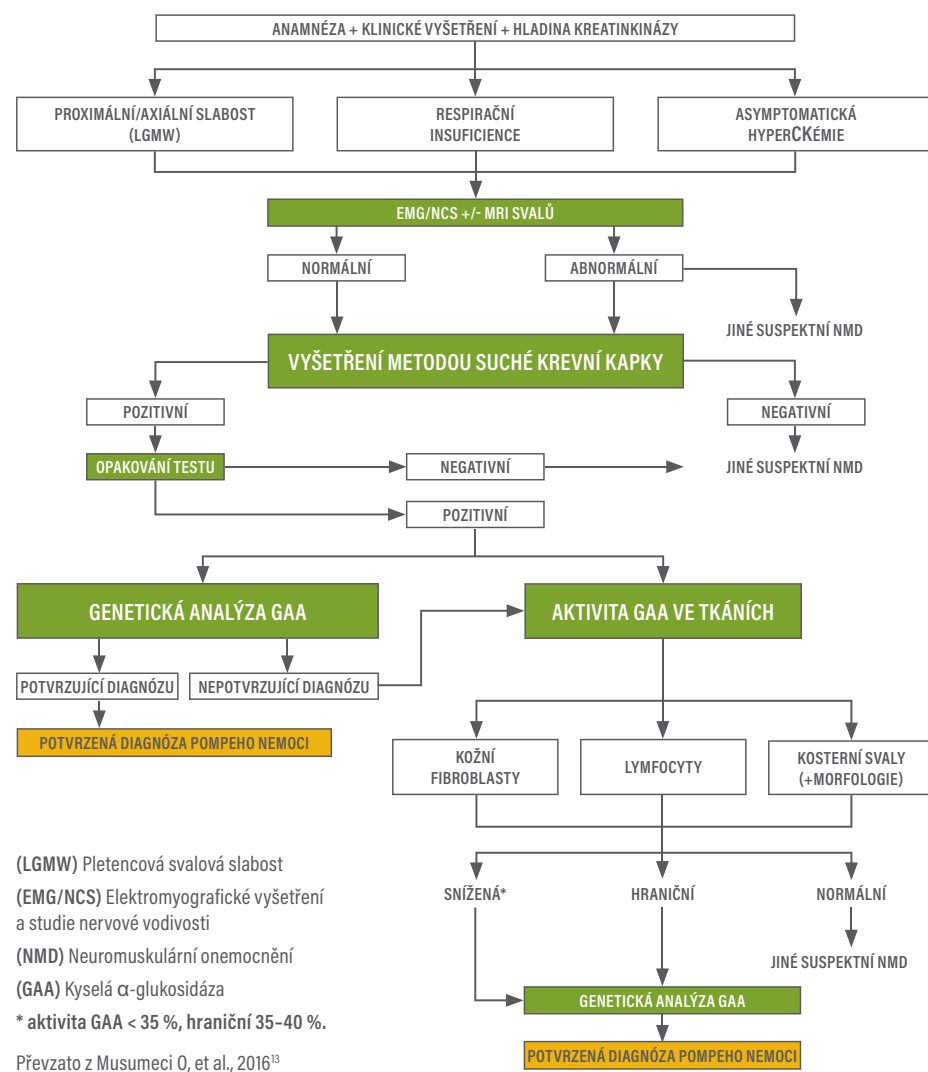 ANAMNÉZA + KLINICKÉ VYŠETŘENÍ + HLADINA KREATINKINÁZY
PROXIMÁLNÍ/AXIÁLNÍ SLABOST
(LGMW)
RESPIRAČNÍ
INSUFICIENCE
ASYMPTOMATICKÁ
HYPERCKÉMIE
EMG/NCS +/- MRI SVALŮ
NORMÁLNÍ
ABNORMÁLNÍ
JINÉ SUSPEKTNÍ NMD
VYŠETŘENÍ METODOU SUCHÉ KREVNÍ KAPKY
POZITIVNÍ
NEGATIVNÍ
OPAKOVÁNÍ TESTU
NEGATIVNÍ
JINÉ SUSPEKTNÍ NMD
POZITIVNÍ
GENETICKÁ ANALÝZA GAA
AKTIVITA GAA VE TKÁNÍCH
POTVRZUJÍCÍ DIAGNÓZU
NEPOTVRZUJÍCÍ DIAGNÓZU
POTVRZENÁ DIAGNÓZA POMPEHO NEMOCI
KOŽNÍ
FIBROBLASTY
LYMFOCYTY
KOSTERNÍ SVALY
(+MORFOLOGIE)
SNÍŽENÁ*
HRANIČNÍ
NORMÁLNÍ
JINÉ SUSPEKTNÍ NMD
GENETICKÁ ANALÝZA GAA
POTVRZENÁ DIAGNÓZA POMPEHO NEMOCI
(LGMW) Pletencová svalová slabost
(EMG/NCS) Elektromyografické vyšetření
a studie nervové vodivosti
(NMD) Neuromuskulární onemocnění
(GAA) Kyselá α-glukosidáza
* aktivita GAA < 35 %, hraniční 35–40 %.
Převzato z Musumeci O, et al., 2016¹³